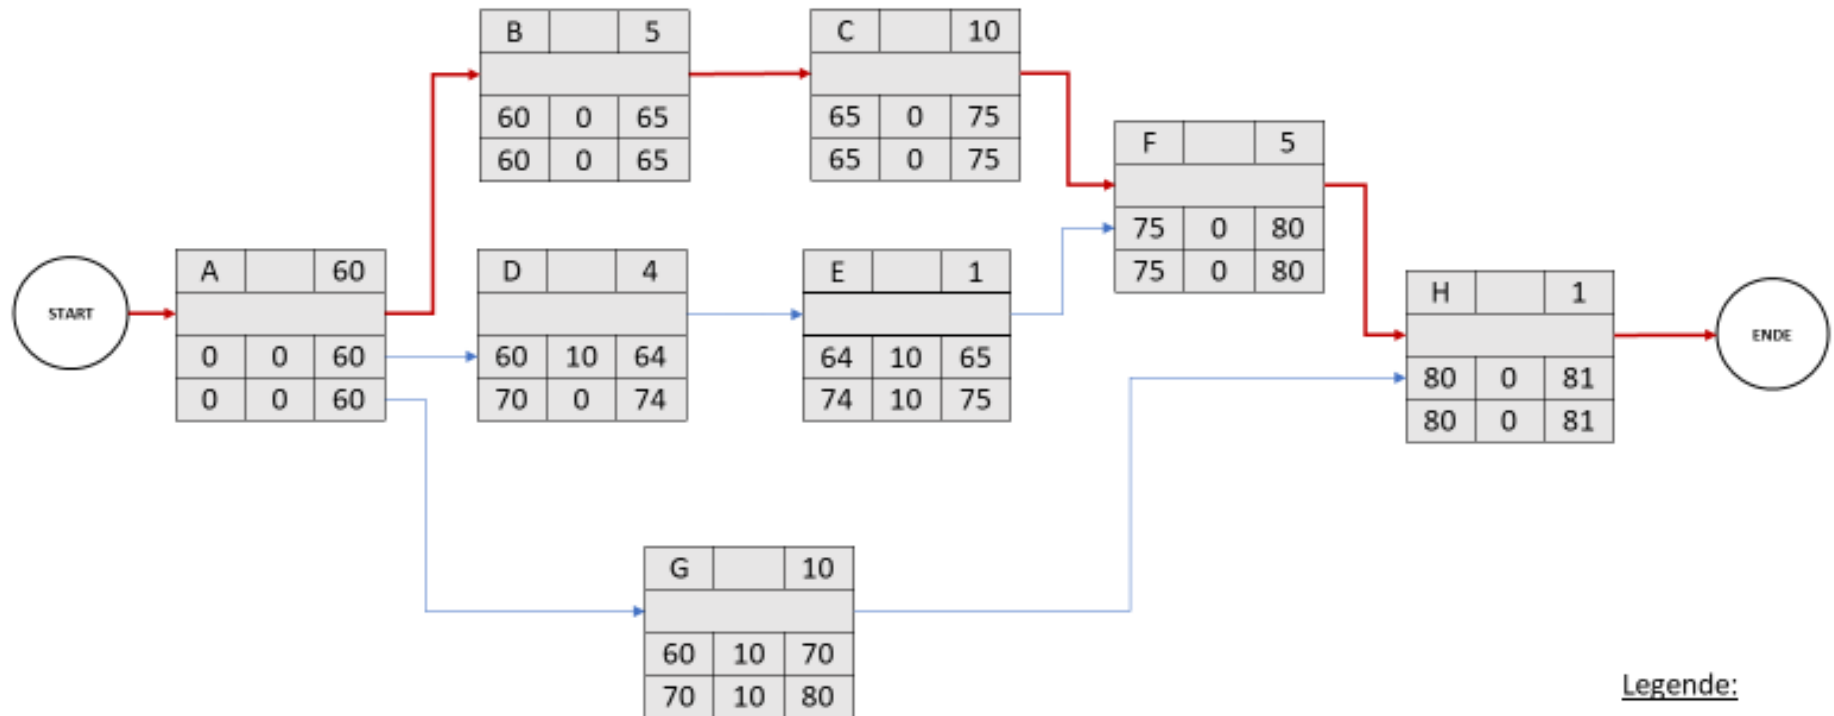 B 5
60 0 65
60 0 65
C 10
65 0 75
65 0 75
F 5
75 0 80
75 0 80
START
A 60
0 0 60
0 0 60
D 4
60 10 64
70 0 74
E 1
64 10 65
74 10 75
H 1
80 0 81
80 0 81
ENDE
G 10
60 10 70
70 10 80
Legende: